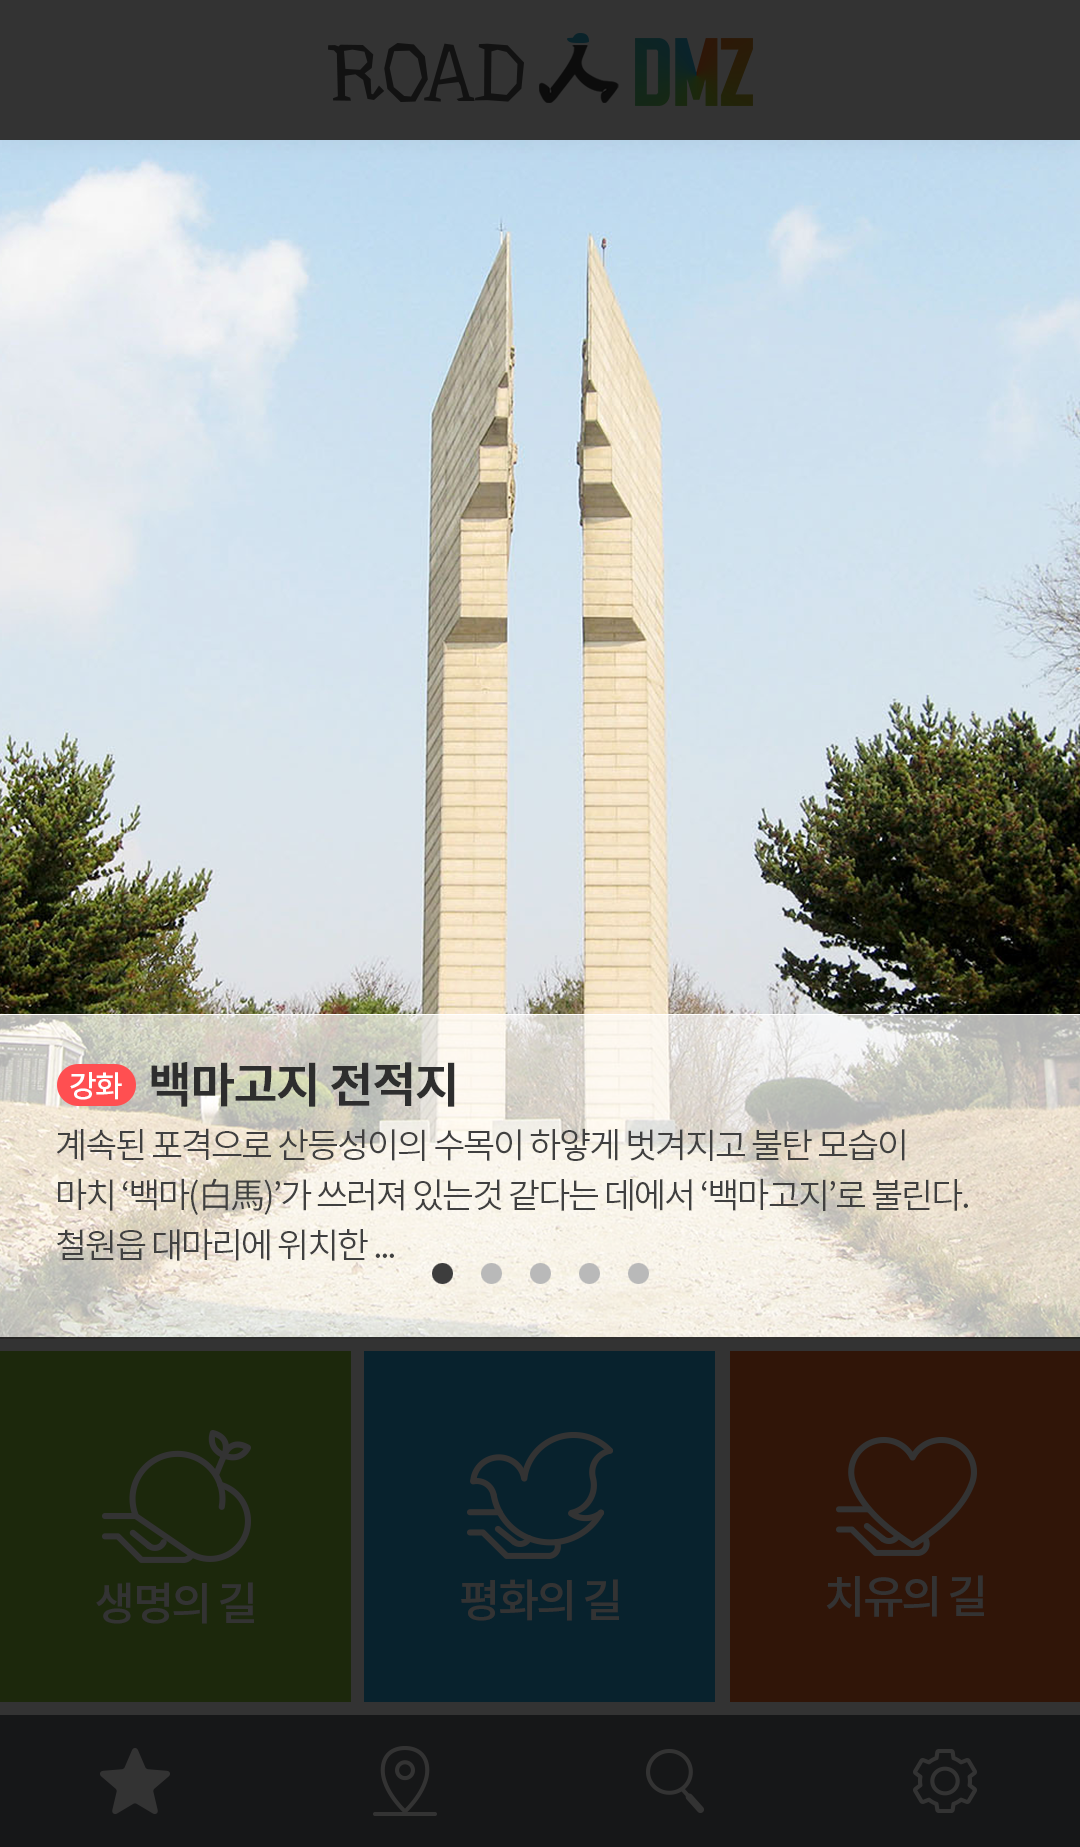 ROAD 人 DMZ
강화 백마고지 전적지
계속된 포격으로 산등성이의 수목이 하얗게 벗겨지고 불탄 모습이
마치 ‘백마(白馬)’가 쓰러져 있는것 같다는 데에서 ‘백마고지’로 불린다.
철원읍 대마리에 위치한 ...
생명의 길
평화의 길
치유의 길